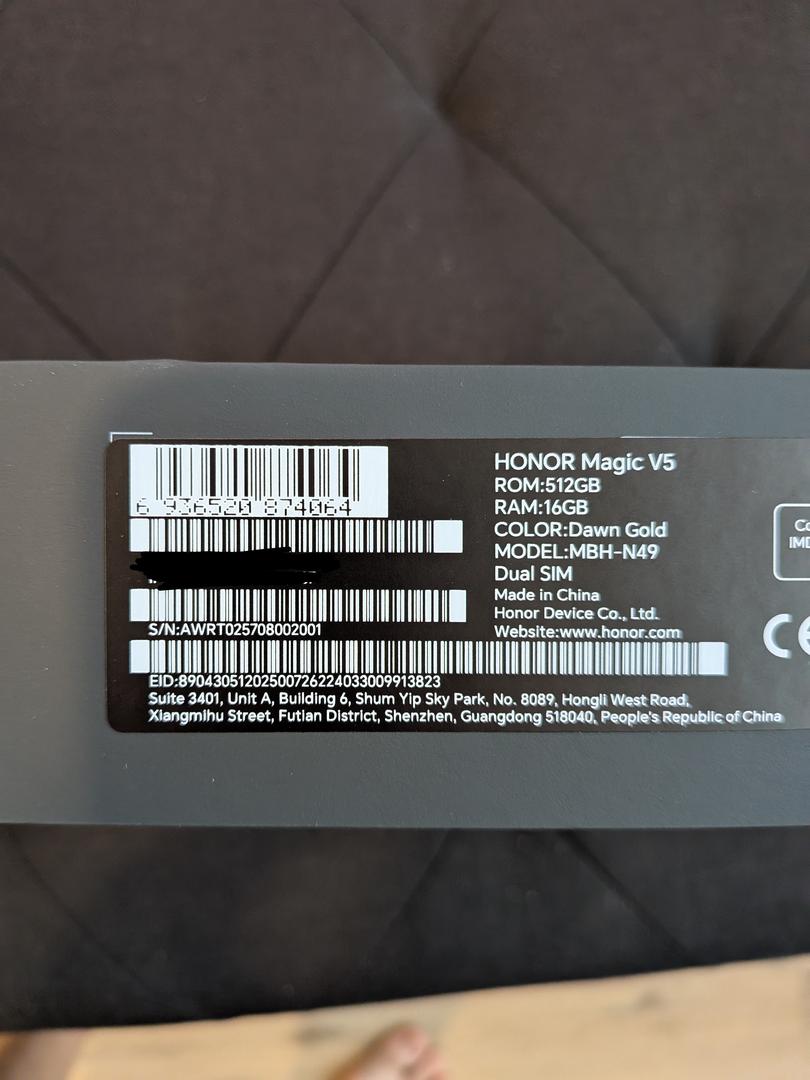 6 936520 874064
S/N:AWRT025708002001
EID:89043051202500726224033009913823
Suite 3401, Unit A, Building 6, Shum Yip Sky Park, No. 8089, Hongli West Road,
Xiangmihu Street, Futian District, Shenzhen, Guangdong 518040, People's Republic of China
HONOR Magic V5
ROM:512GB
RAM:16GB
COLOR:Dawn Gold
MODEL:MBH-N49
Dual SIM
Made in China
Honor Device Co., Ltd.
Website:www.honor.com
CE